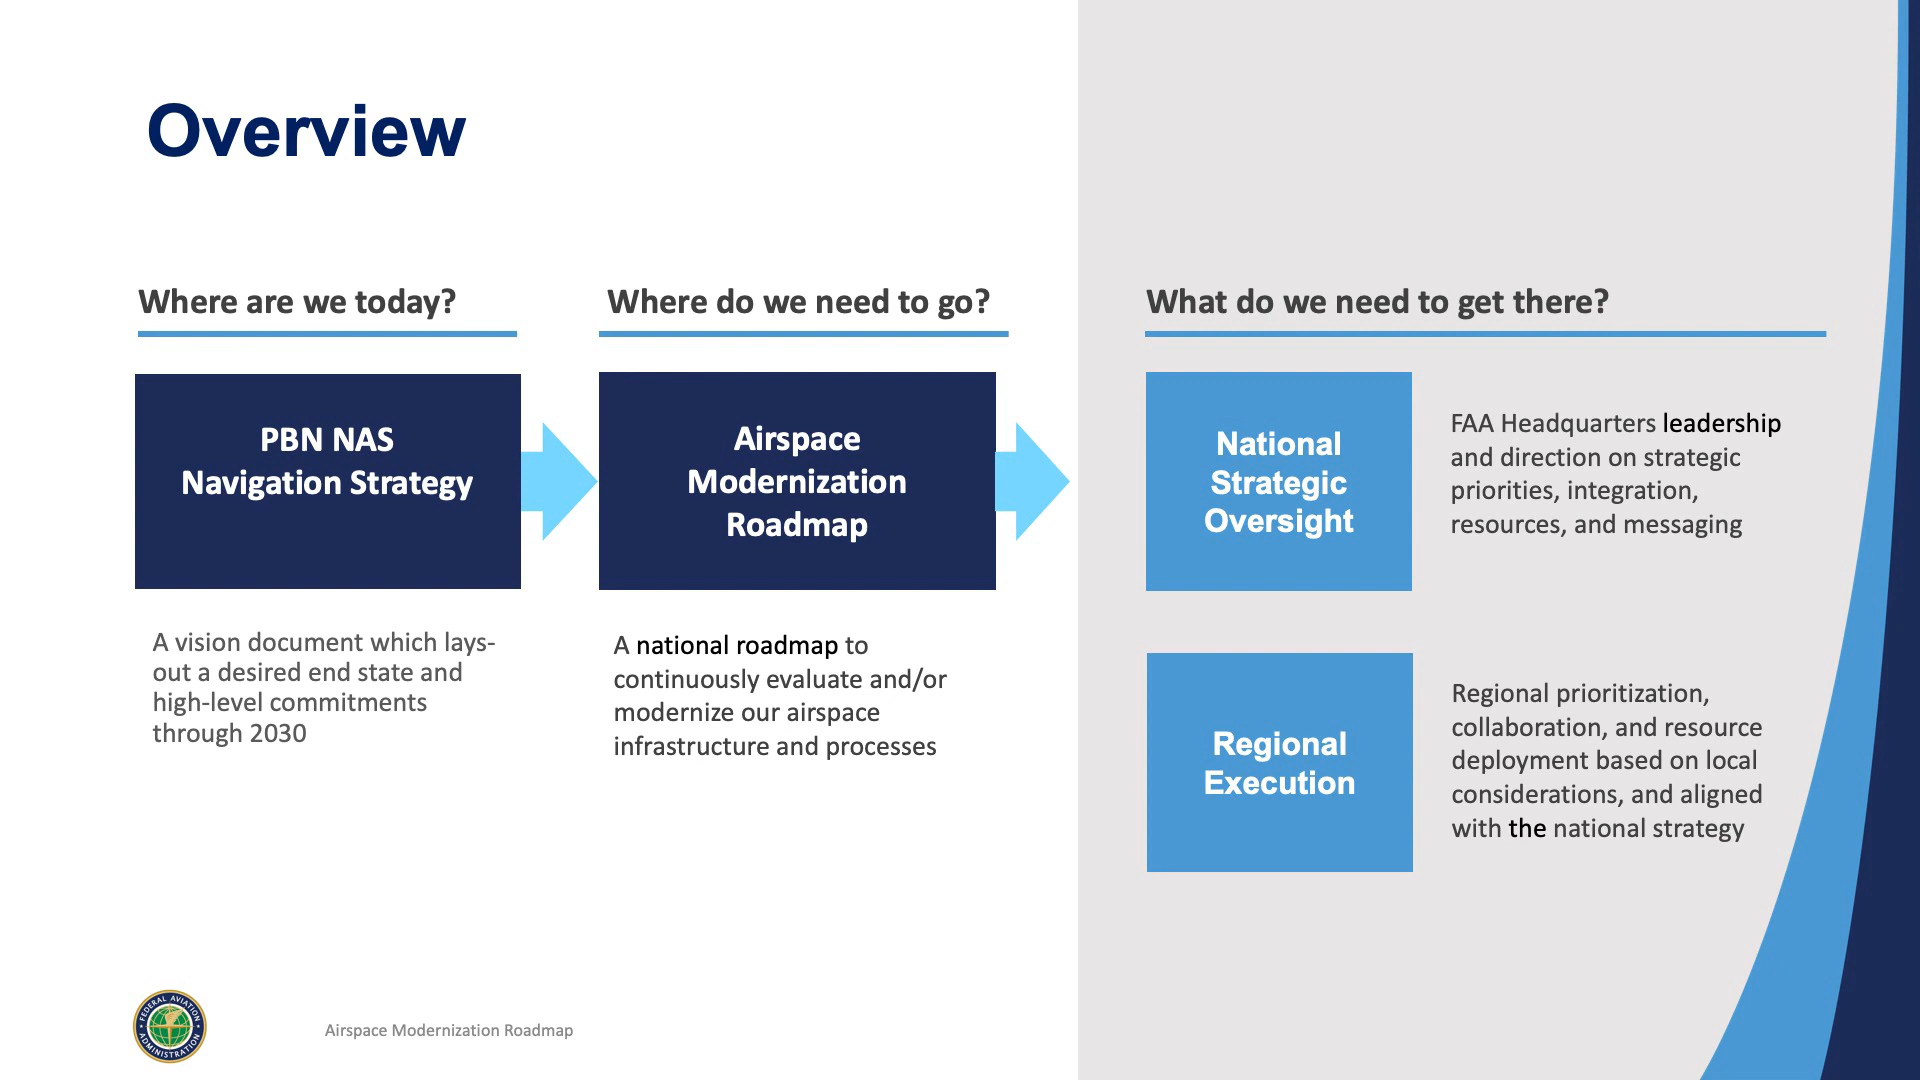 Overview
Where are we today?
PBN NAS
Navigation Strategy
A vision document which lays-
out a desired end state and
high-level commitments
through 2030
Where do we need to go?
Airspace
Modernization
Roadmap
A national roadmap to
continuously evaluate and/or
modernize our airspace
infrastructure and processes
What do we need to get there?
National
Strategic
Oversight
FAA Headquarters leadership
and direction on strategic
priorities, integration,
resources, and messaging
Regional
Execution
Regional prioritization,
collaboration, and resource
deployment based on local
considerations, and aligned
with the national strategy
FEDERAL AVIATION
ADMINISTRATION
Airspace Modernization Roadmap